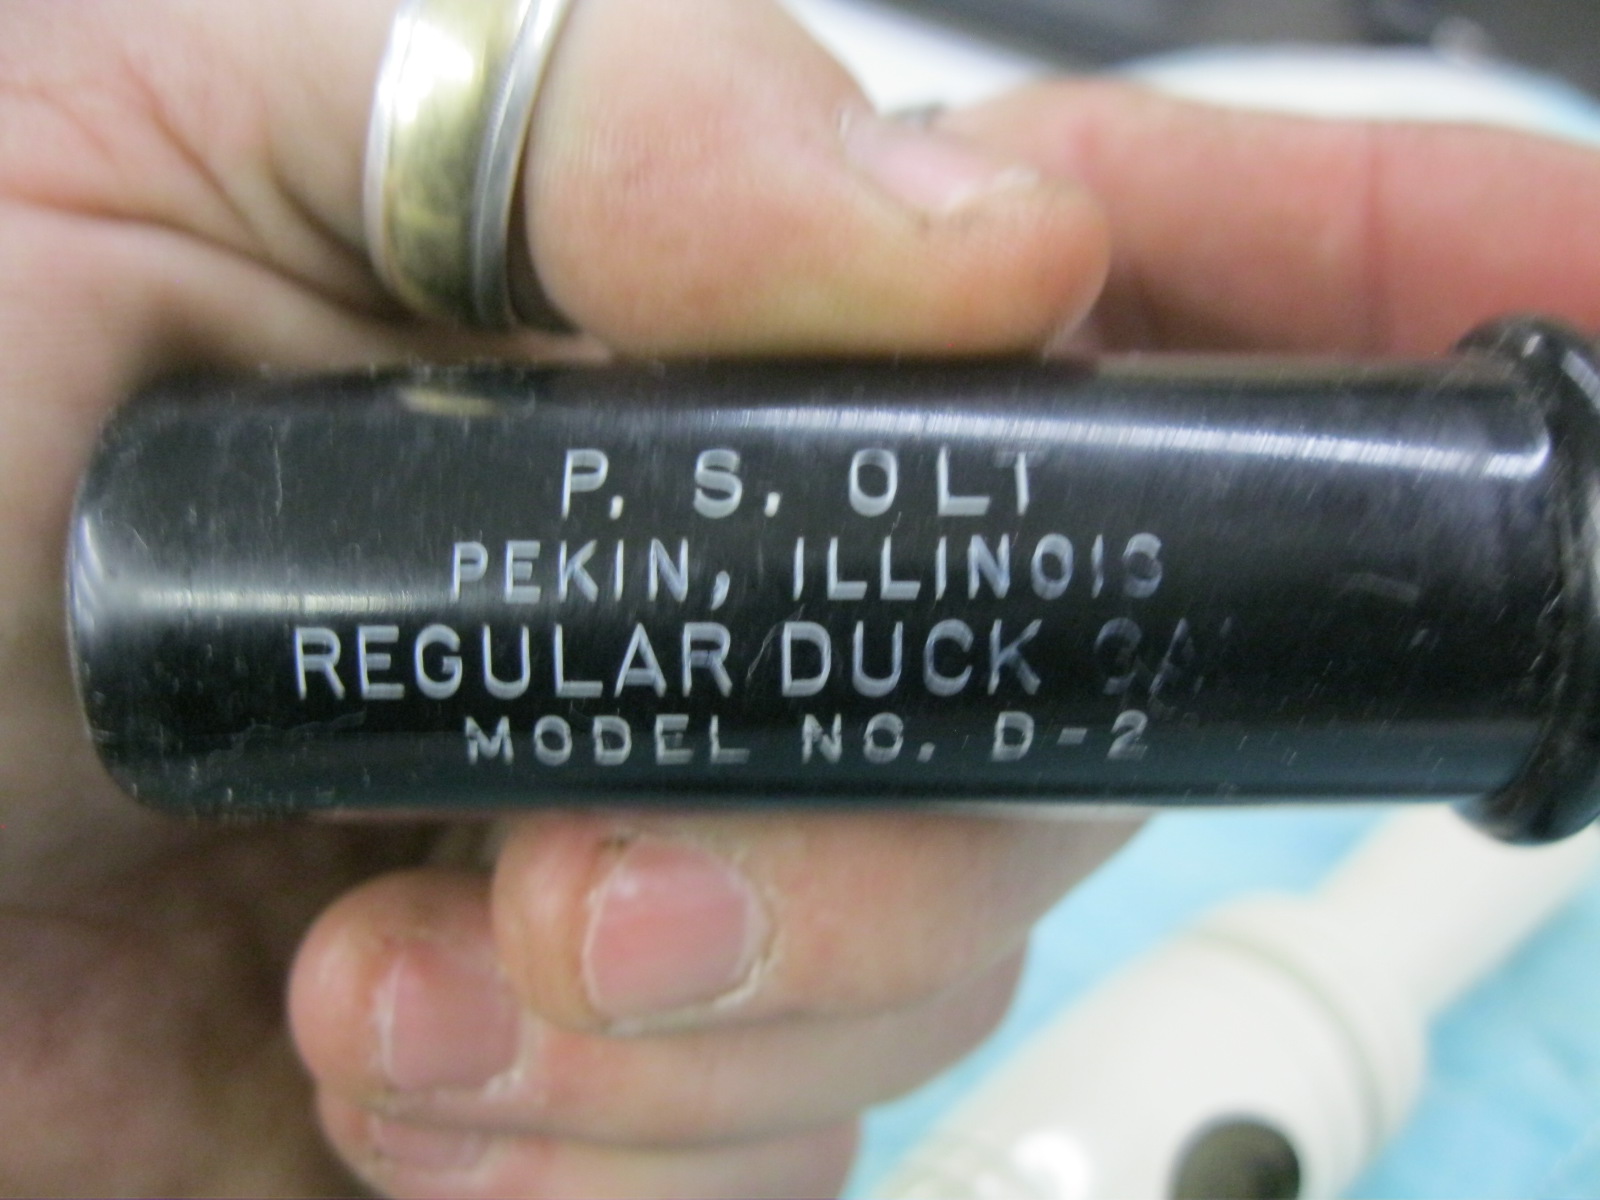 P. S. OLT
PEKIN, ILLINOIS
REGULAR DUCK
MODEL NO. D-2